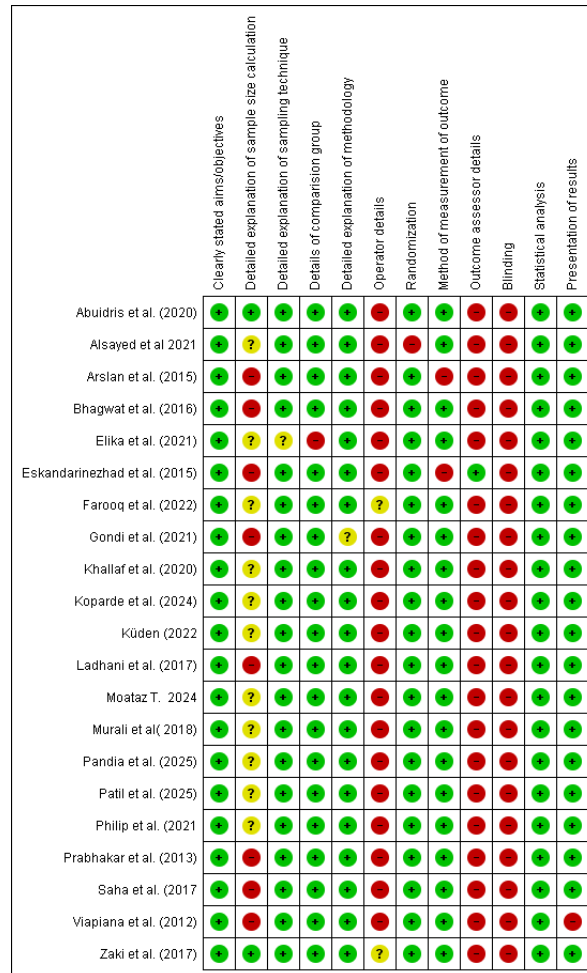 Clearly stated aims/objectives
Detailed explanation of sample size calculation
Detailed explanation of sampling technique
Details of comparision group
Detailed explanation of methodology
Operator details
Randomization
Method of measurement of outcome
Outcome assessor details
Blinding
Statistical analysis
Presentation of results
Abuidris et al. (2020) + + + + + - + + - - + +
Alsayed et al 2021 + ? + + + - - + - - + +
Arslan et al. (2015) + - + + + - + - - - + +
Bhagwat et al. (2016) + - + + + - + + - - + +
Elika et al. (2021) + ? ? - + - + + - - + +
Eskandarinezhad et al. (2015) + - + + + - + - + - + +
Farooq et al. (2022) + ? + + + ? + + - - + +
Gondi et al. (2021) + - + + ? - + + - - + +
Khallaf et al. (2020) + ? + + + - + + - - + +
Koparde et al. (2024) + ? + + + - + + - - + +
Küden (2022 + ? + + + - + + - - + +
Ladhani et al. (2017) + - + + + - + + - - + +
Moataz T. 2024 + ? + + + - + + - - + +
Murali et al( 2018) + ? + + + - + + - - + +
Pandia et al. (2025) + ? + + + - + + - - + +
Patil et al. (2025) + ? + + + - + + - - + +
Philip et al. (2021 + ? + + + - + + - - + +
Prabhakar et al. (2013) + - + + + - + + - - + +
Saha et al. (2017 + - + + + - + + - - + +
Viapiana et al. (2012) + - + + + - + + - - + -
Zaki et al. (2017) + + + + + ? + + - - + +